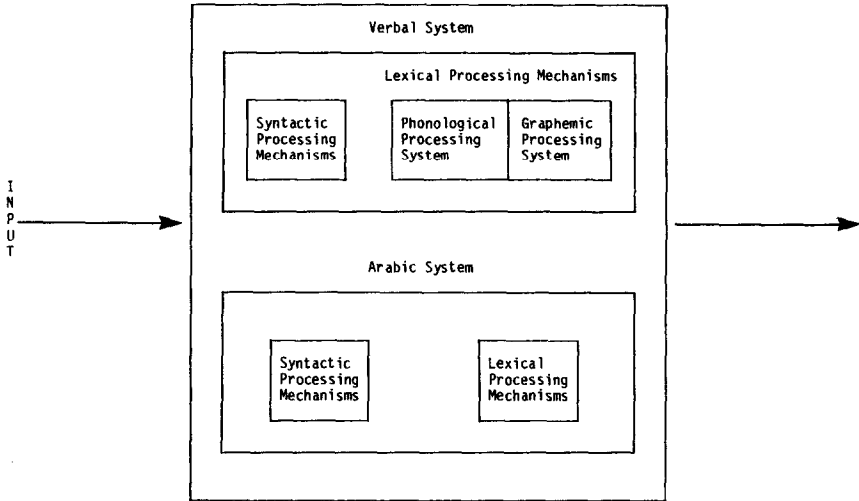 Verbal System
Lexical Processing Mechanisms
Syntactic
Processing
Mechanisms
Phonological
Processing
System
Graphemic
Processing
System
INPUT
Arabic System
Syntactic
Processing
Mechanisms
Lexical
Processing
Mechanisms